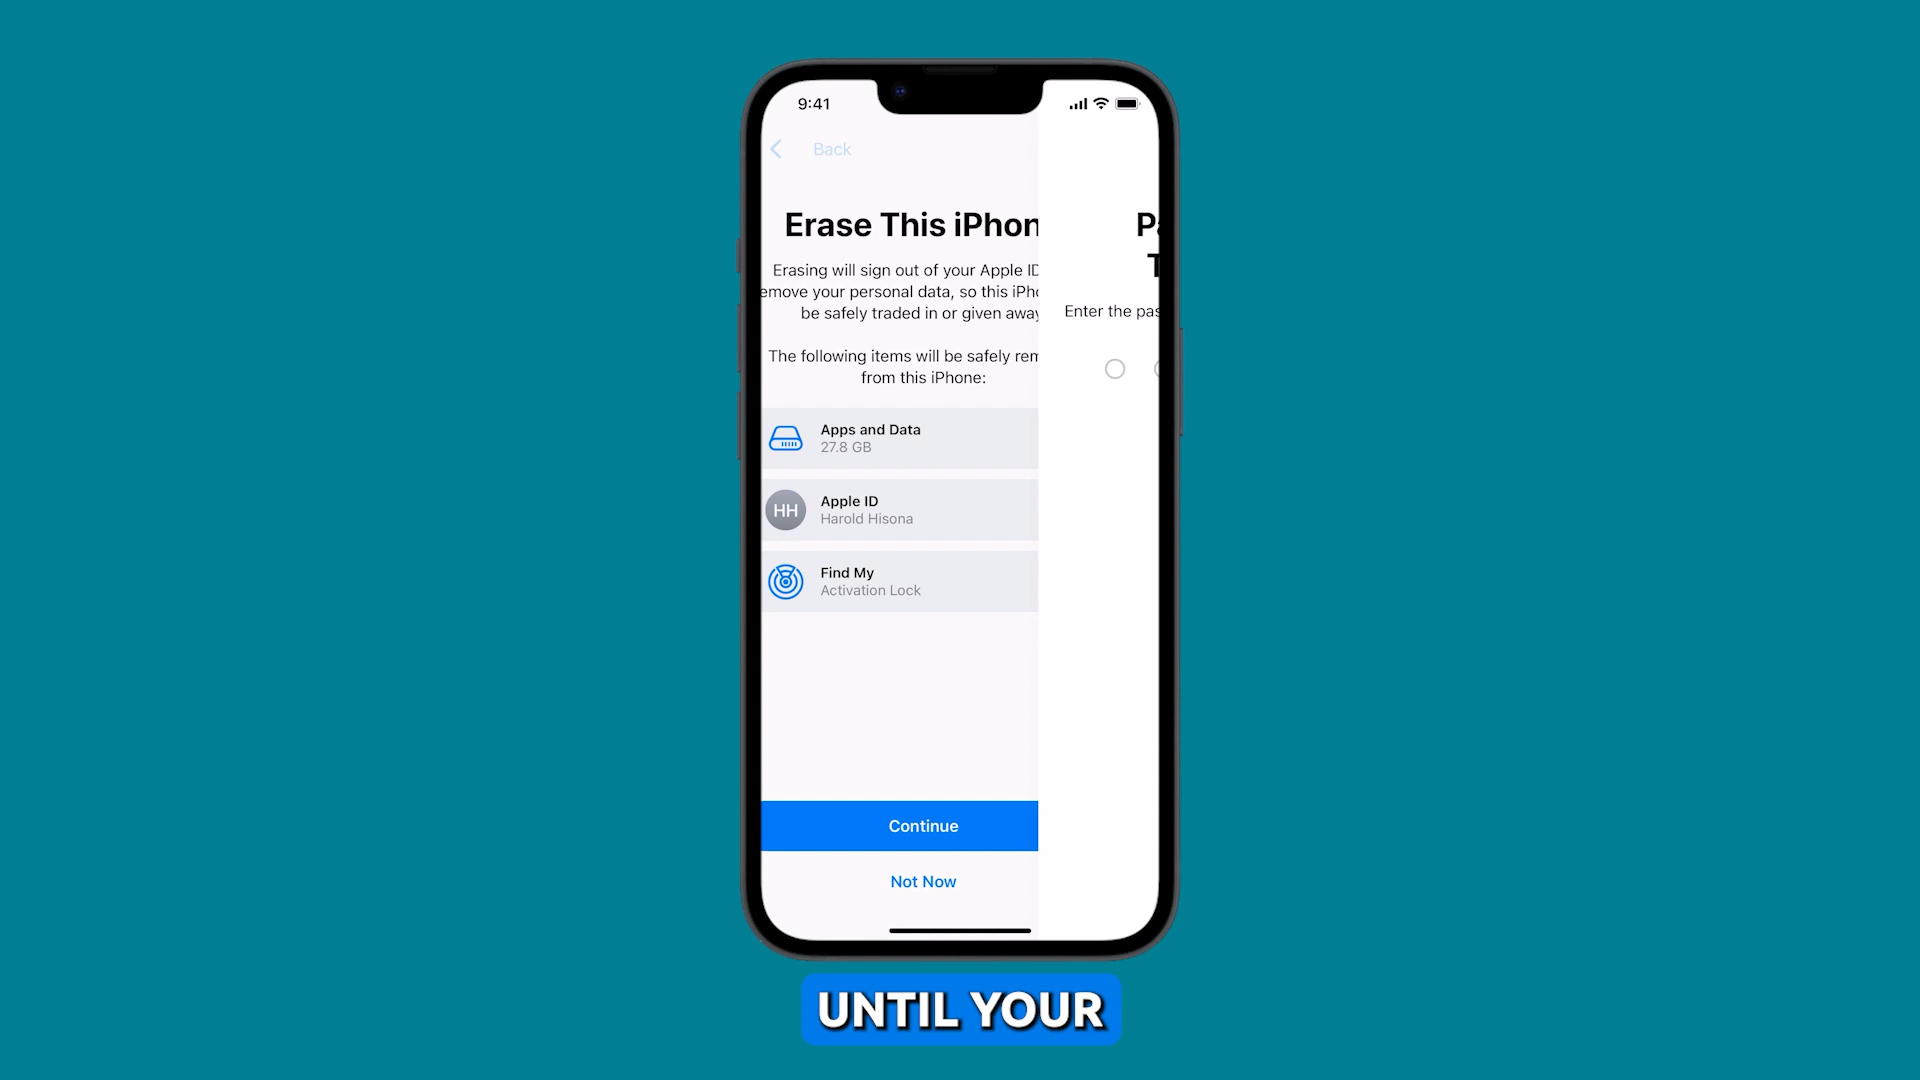 9:41
Back
Erase This iPhon
Erasing will sign out of your Apple ID
emove your personal data, so this iPho
be safely traded in or given away
The following items will be safely rem
from this iPhone:
Apps and Data
27.8 GB
HH
Apple ID
Harold Hisona
Find My
Activation Lock
Continue
Not Now
Pa
T
Enter the pas
UNTIL YOUR